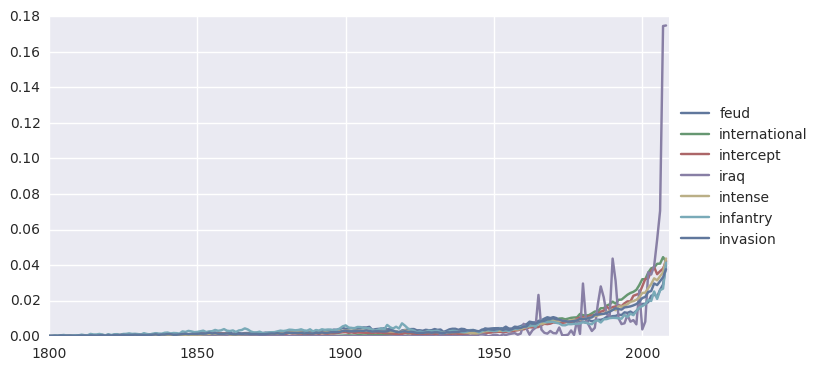 0.18
0.16
0.14
0.12
0.10
0.08
0.06
0.04
0.02
0.00
1800 1850 1900 1950 2000
feud
international
intercept
iraq
intense
infantry
invasion